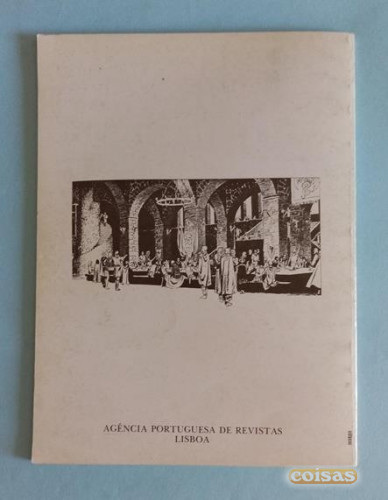 AGÊNCIA PORTUGUESA DE REVISTAS
LISBOA
coisas